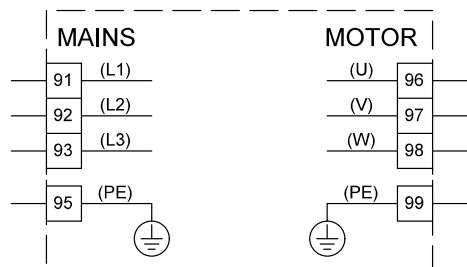 MAINS MOTOR
91 (L1) (U) 96
92 (L2) (V) 97
93 (L3) (W) 98
95 (PE) (PE) 99